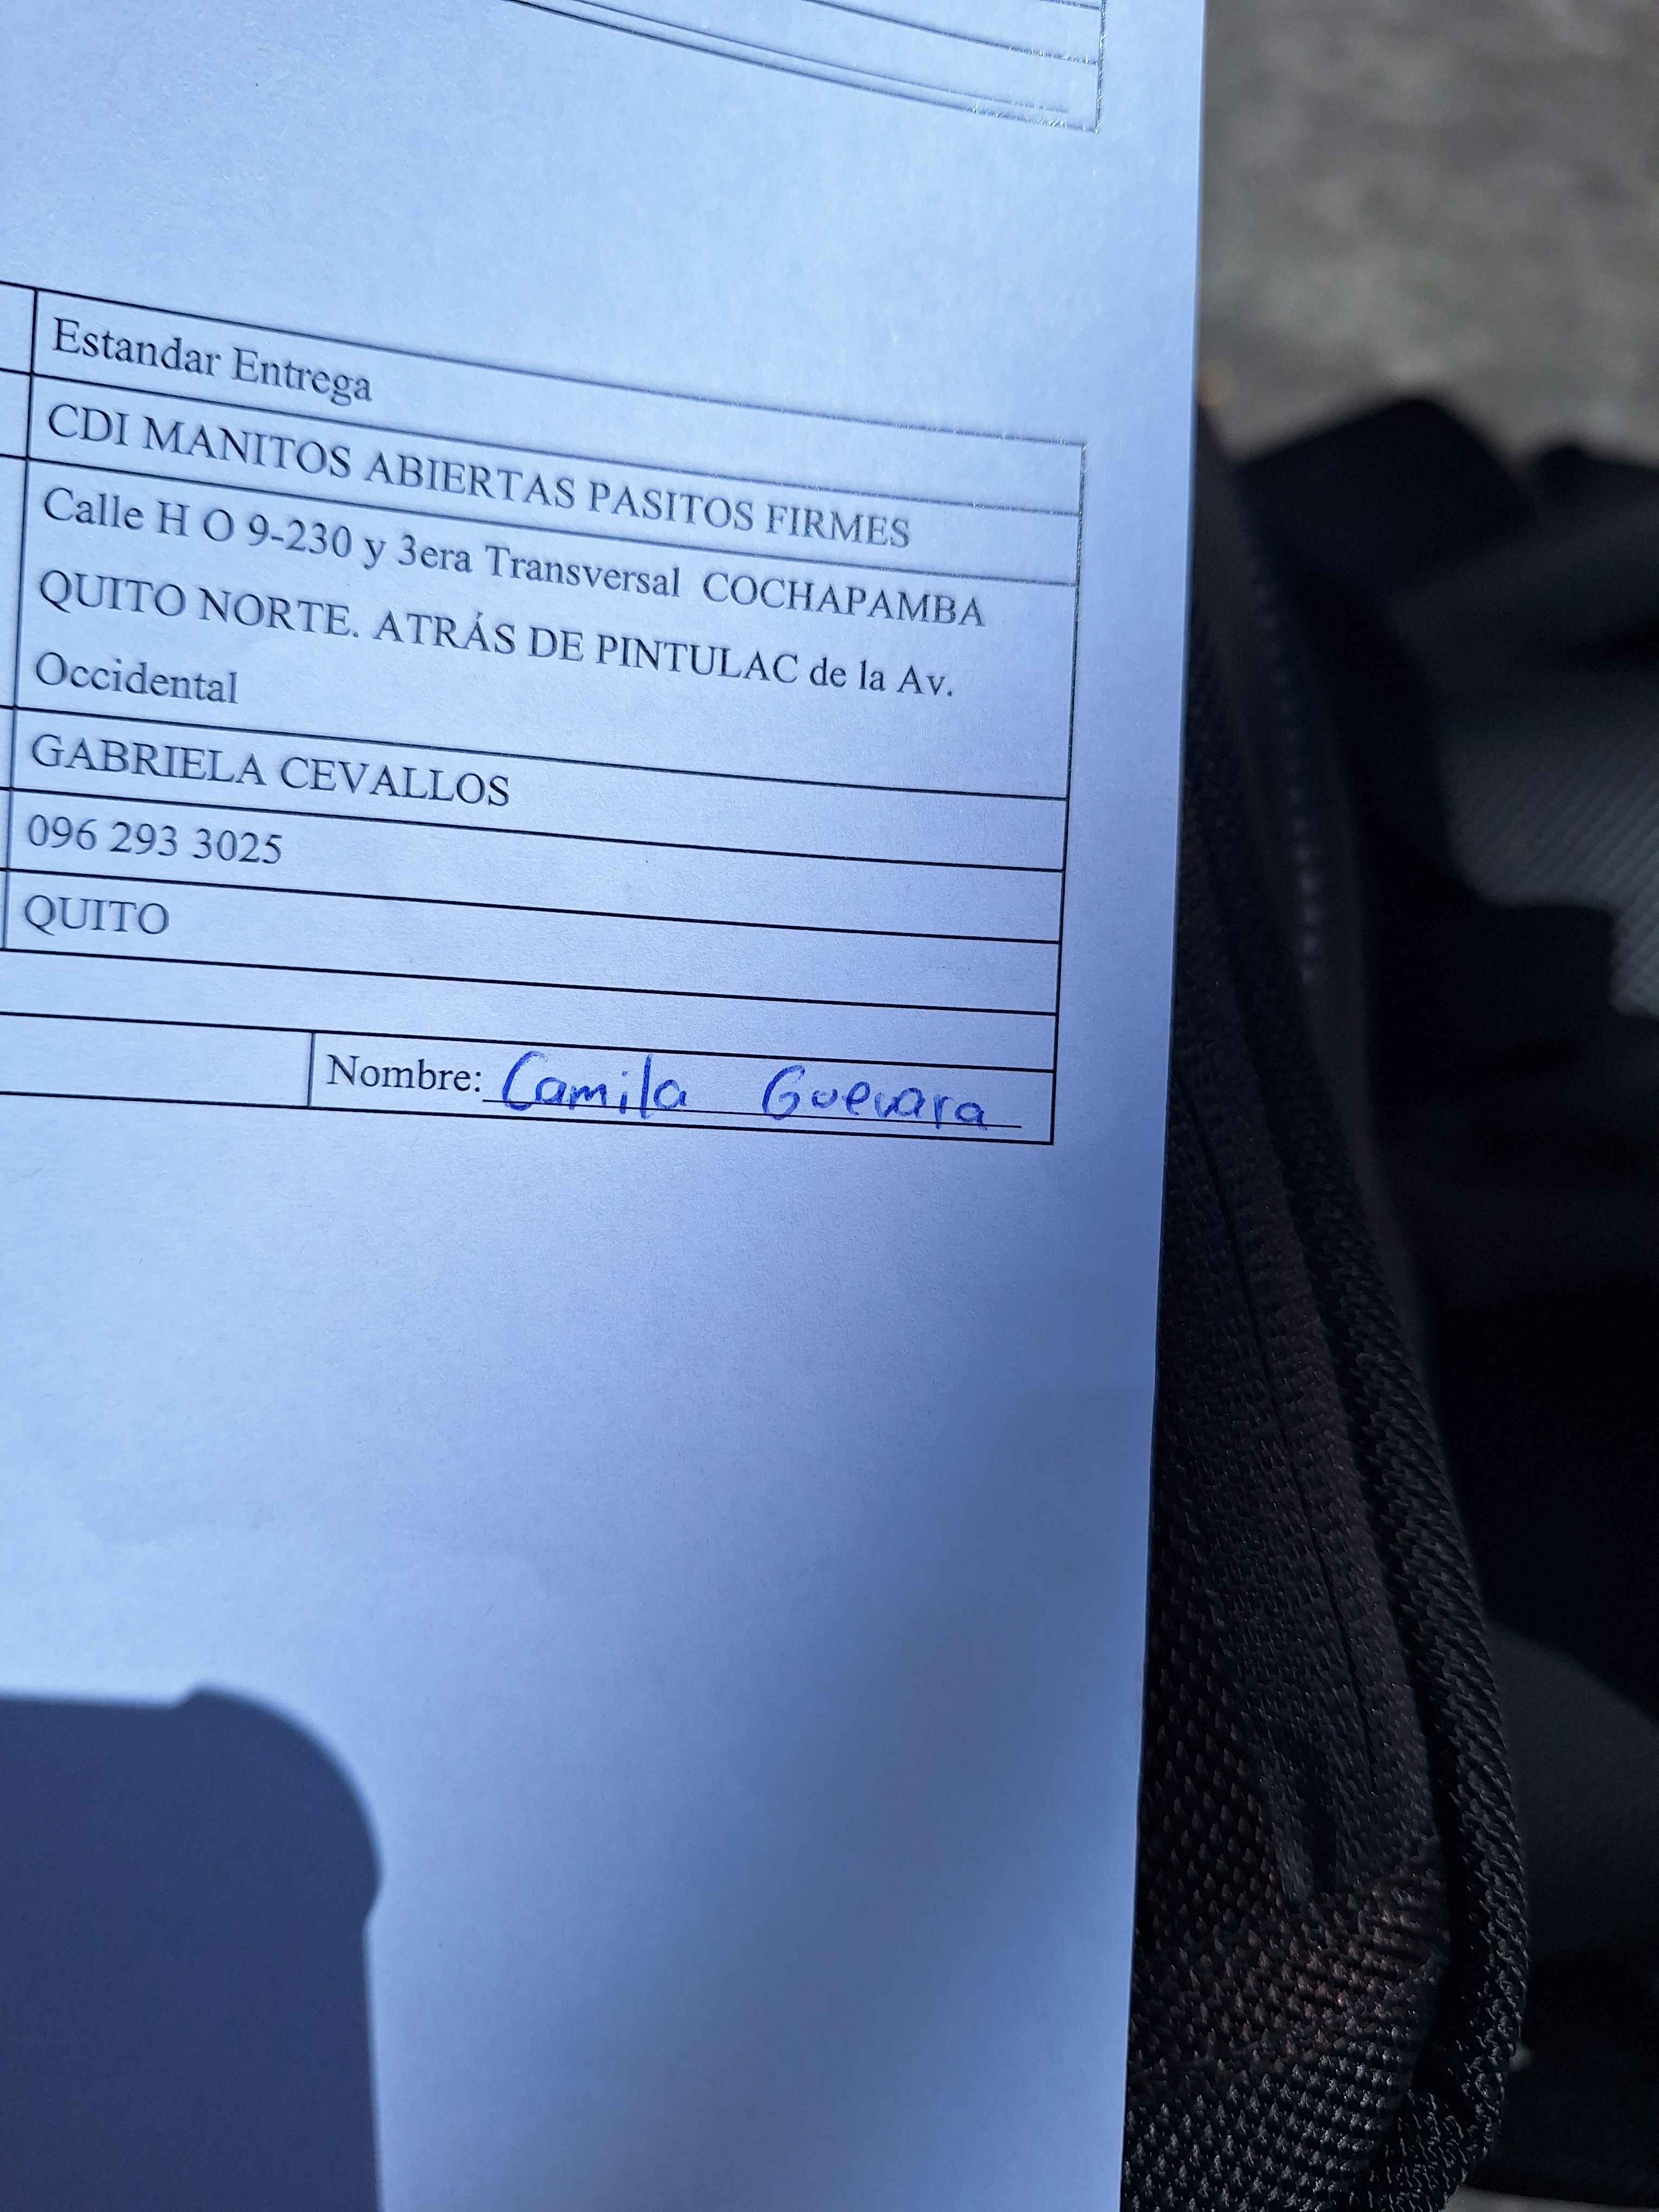 Estandar Entrega
CDI MANITOS ABIERTAS PASITOS FIRMES
Calle H O 9-230 y 3era Transversal COCHAPAMBA
QUITO NORTE. ATRÁS DE PINTULAC de la Av.
Occidental
GABRIELA CEVALLOS
096 293 3025
QUITO
Nombre: Camila Guevara